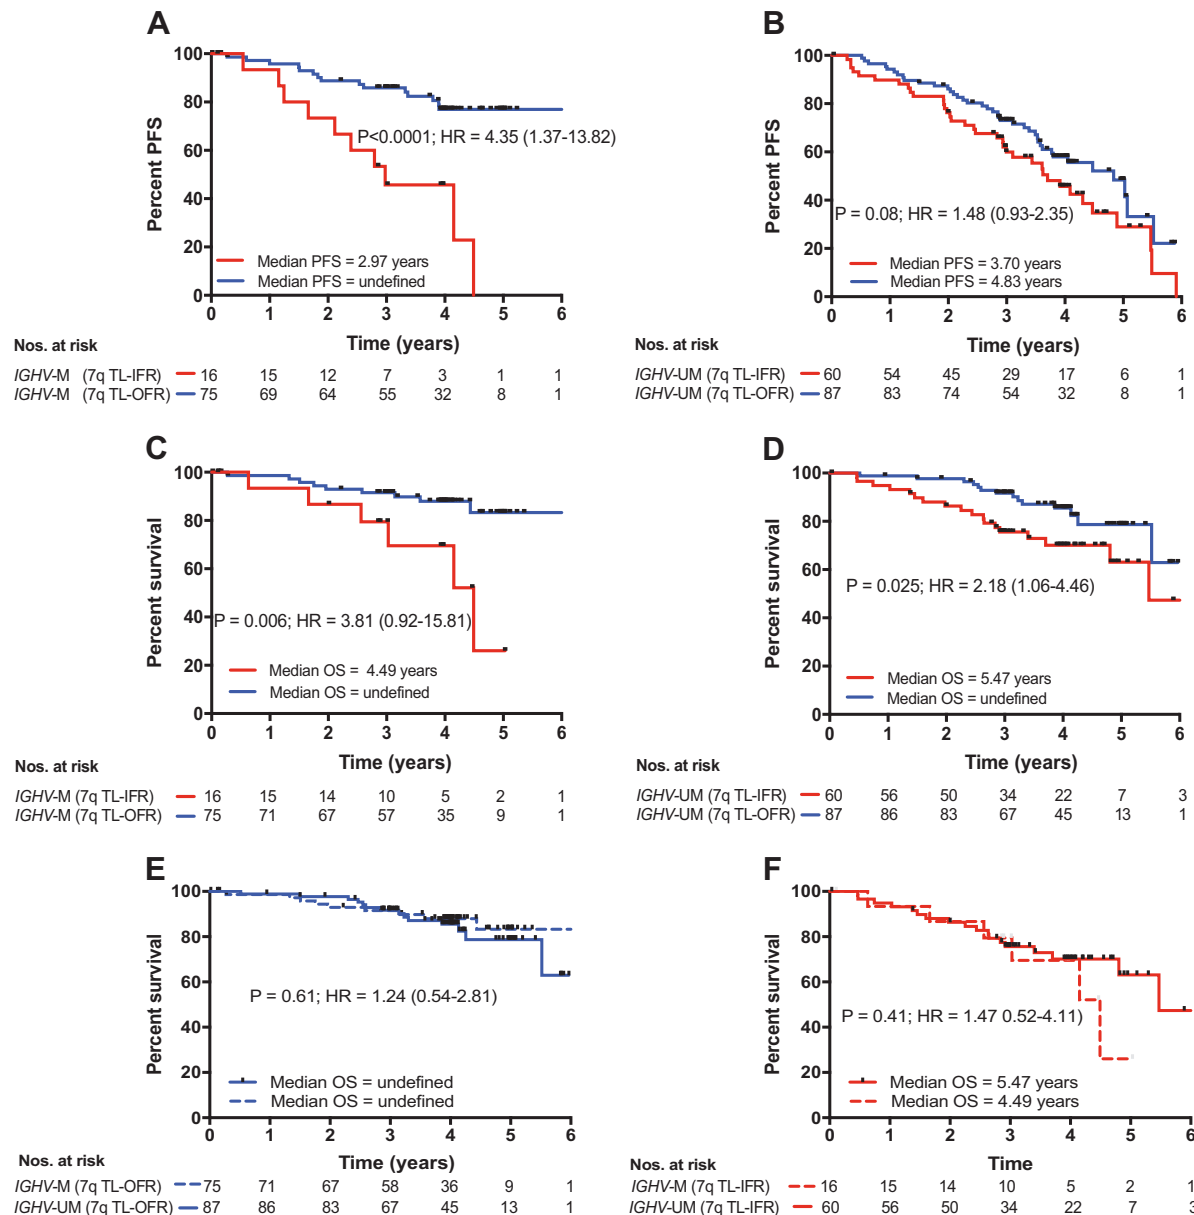 A
100
80
60
40
20
0
Percent PFS
P<0.0001; HR = 4.35 (1.37-13.82)
Median PFS = 2.97 years
Median PFS = undefined
0 1 2 3 4 5 6
Time (years)
Nos. at risk
IGHV-M (7q TL-IFR) 16 15 12 7 3 1 1
IGHV-M (7q TL-OFR) 75 69 64 55 32 8 1
B
100
80
60
40
20
0
Percent PFS
P = 0.08; HR = 1.48 (0.93-2.35)
Median PFS = 3.70 years
Median PFS = 4.83 years
0 1 2 3 4 5 6
Time (years)
Nos. at risk
IGHV-UM (7q TL-IFR) 60 54 45 29 17 6 1
IGHV-UM (7q TL-OFR) 87 83 74 54 32 8 1
C
100
80
60
40
20
0
Percent survival
P = 0.006; HR = 3.81 (0.92-15.81)
Median OS = 4.49 years
Median OS = undefined
0 1 2 3 4 5 6
Time (years)
Nos. at risk
IGHV-M (7q TL-IFR) 16 15 14 10 5 2 1
IGHV-M (7q TL-OFR) 75 71 67 57 35 9 1
D
100
80
60
40
20
0
Percent survival
P = 0.025; HR = 2.18 (1.06-4.46)
Median OS = 5.47 years
Median OS = undefined
0 1 2 3 4 5 6
Time (years)
Nos. at risk
IGHV-UM (7q TL-IFR) 60 56 50 34 22 7 3
IGHV-UM (7q TL-OFR) 87 86 83 67 45 13 1
E
100
80
60
40
20
0
Percent survival
P = 0.61; HR = 1.24 (0.54-2.81)
Median OS = undefined
Median OS = undefined
0 1 2 3 4 5 6
Time (years)
Nos. at risk
IGHV-M (7q TL-OFR) 75 71 67 58 36 9 1
IGHV-UM (7q TL-OFR) 87 86 83 67 45 13 1
F
100
80
60
40
20
0
Percent survival
P = 0.41; HR = 1.47 0.52-4.11)
Median OS = 5.47 years
Median OS = 4.49 years
0 1 2 3 4 5 6
Time
Nos. at risk
IGHV-M (7q TL-IFR) 16 15 14 10 5 2 1
IGHV-UM (7q TL-IFR) 60 56 50 34 22 7 3